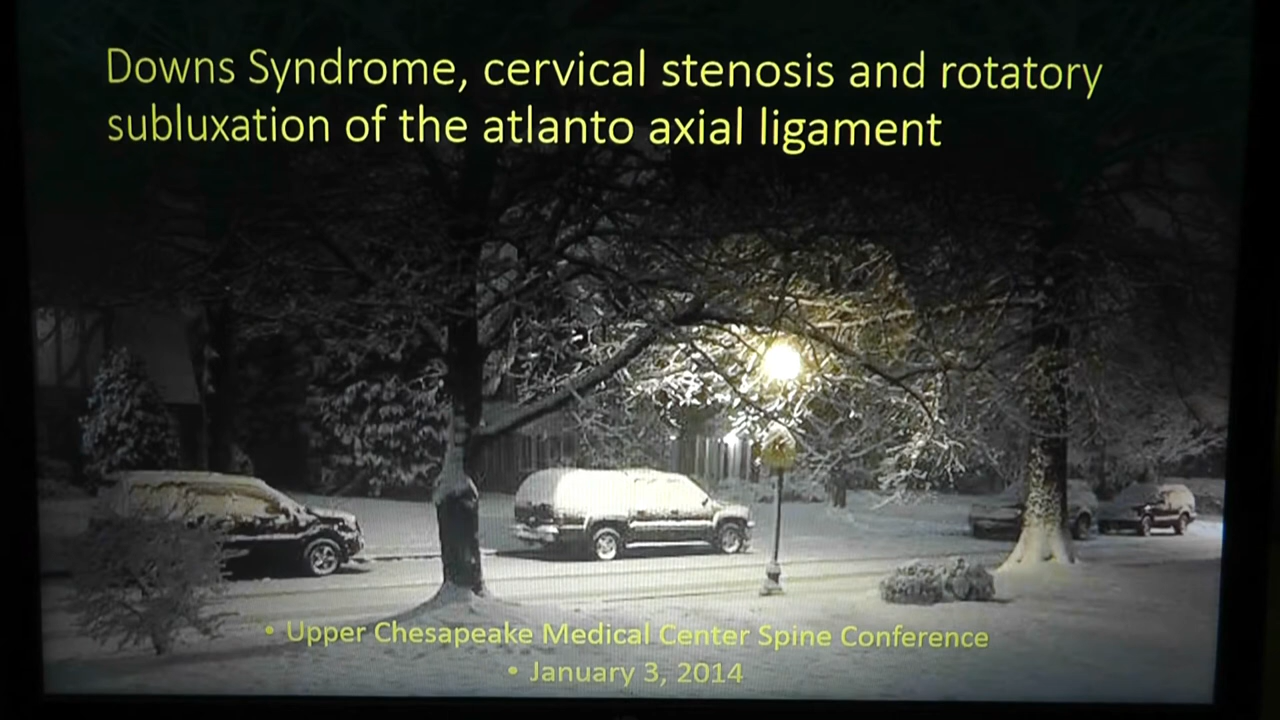 Downs Syndrome, cervical stenosis and rotatory
subluxation of the atlanto axial ligament
• Upper Chesapeake Medical Center Spine Conference
• January 3, 2014